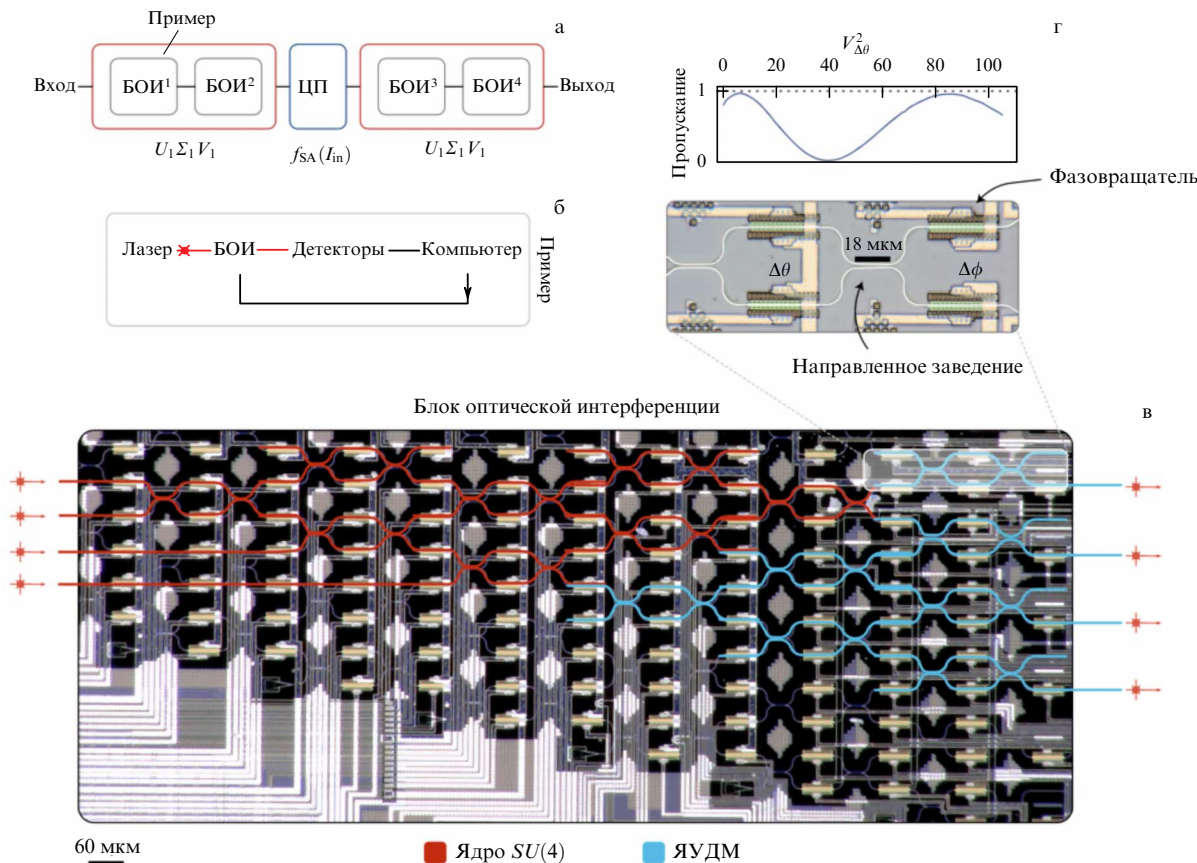 а
Пример
Вход
БОИ¹
БОИ²
ЦП
БОИ³
БОИ⁴
Выход
U₁Σ₁V₁
f_SA(I_in)
U₁Σ₁V₁
б
Лазер
БОИ
Детекторы
Компьютер
Пример
г
V²_Δθ
0 20 40 60 80 100
1
Пропускание
0
Фазовращатель
18 мкм
Δθ
Δϕ
Направленное заведение
Блок оптической интерференции
в
60 мкм
Ядро SU(4)
ЯУДМ